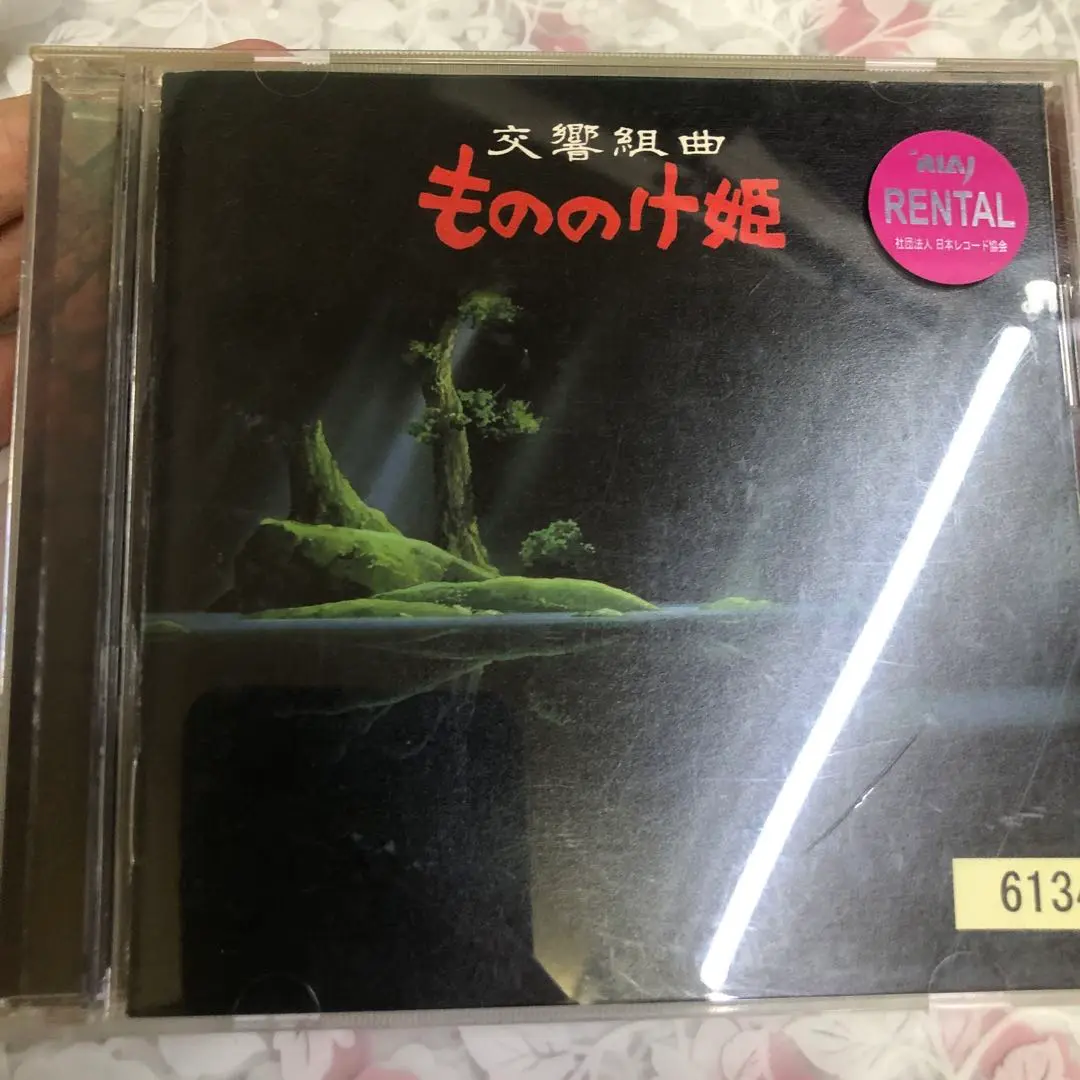 交響組曲
もののけ姫
RIAJ
RENTAL
社団法人 日本レコード協会
6134